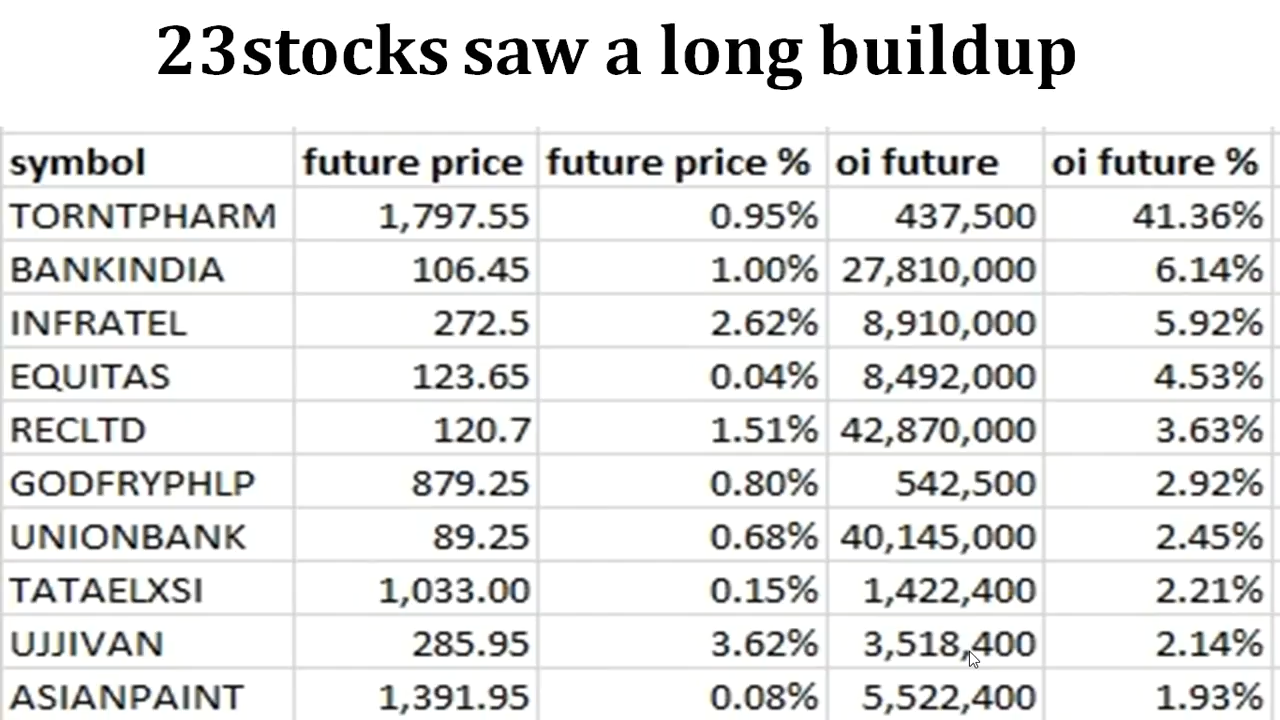 23stocks saw a long buildup
symbol future price future price % oi future oi future %
TORNTPHARM 1,797.55 0.95% 437,500 41.36%
BANKINDIA 106.45 1.00% 27,810,000 6.14%
INFRATEL 272.5 2.62% 8,910,000 5.92%
EQUITAS 123.65 0.04% 8,492,000 4.53%
RECLTD 120.7 1.51% 42,870,000 3.63%
GODFRYPHLP 879.25 0.80% 542,500 2.92%
UNIONBANK 89.25 0.68% 40,145,000 2.45%
TATAELXSI 1,033.00 0.15% 1,422,400 2.21%
UJJIVAN 285.95 3.62% 3,518,400 2.14%
ASIANPAINT 1,391.95 0.08% 5,522,400 1.93%